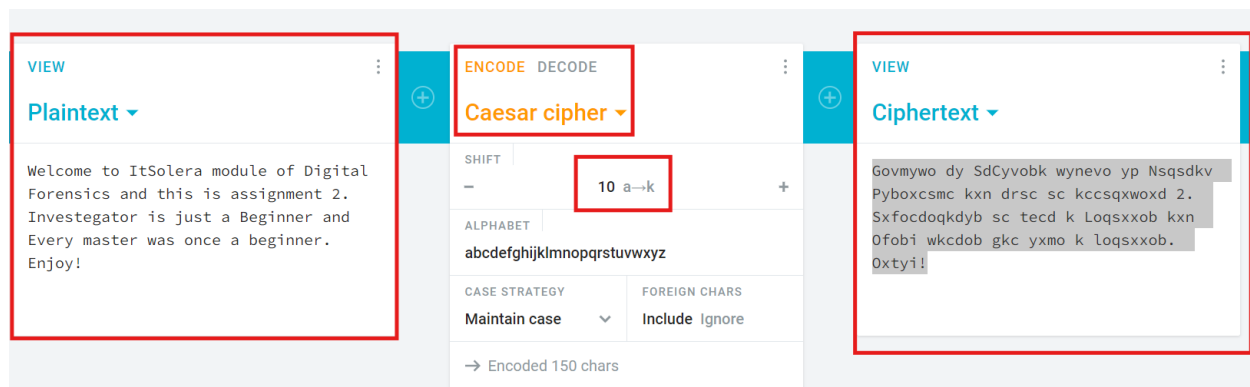 VIEW
Plaintext
Welcome to ItSolera module of Digital
Forensics and this is assignment 2.
Investegator is just a Beginner and
Every master was once a beginner.
Enjoy!
ENCODE DECODE
Caesar cipher
SHIFT
− 10 a→k +
ALPHABET
abcdefghijklmnopqrstuvwxyz
CASE STRATEGY
Maintain case
FOREIGN CHARS
Include Ignore
→ Encoded 150 chars
VIEW
Ciphertext
Govmywo dy SdCyvobk wynevo yp Nsqsdkv
Pyboxcsmc kxn drsc sc kccsqxwoxd 2.
Sxfocdoqkdyb sc tecd k Loqsxxob kxn
Ofobi wkcdob gkc yxmo k loqsxxob.
Oxtyi!